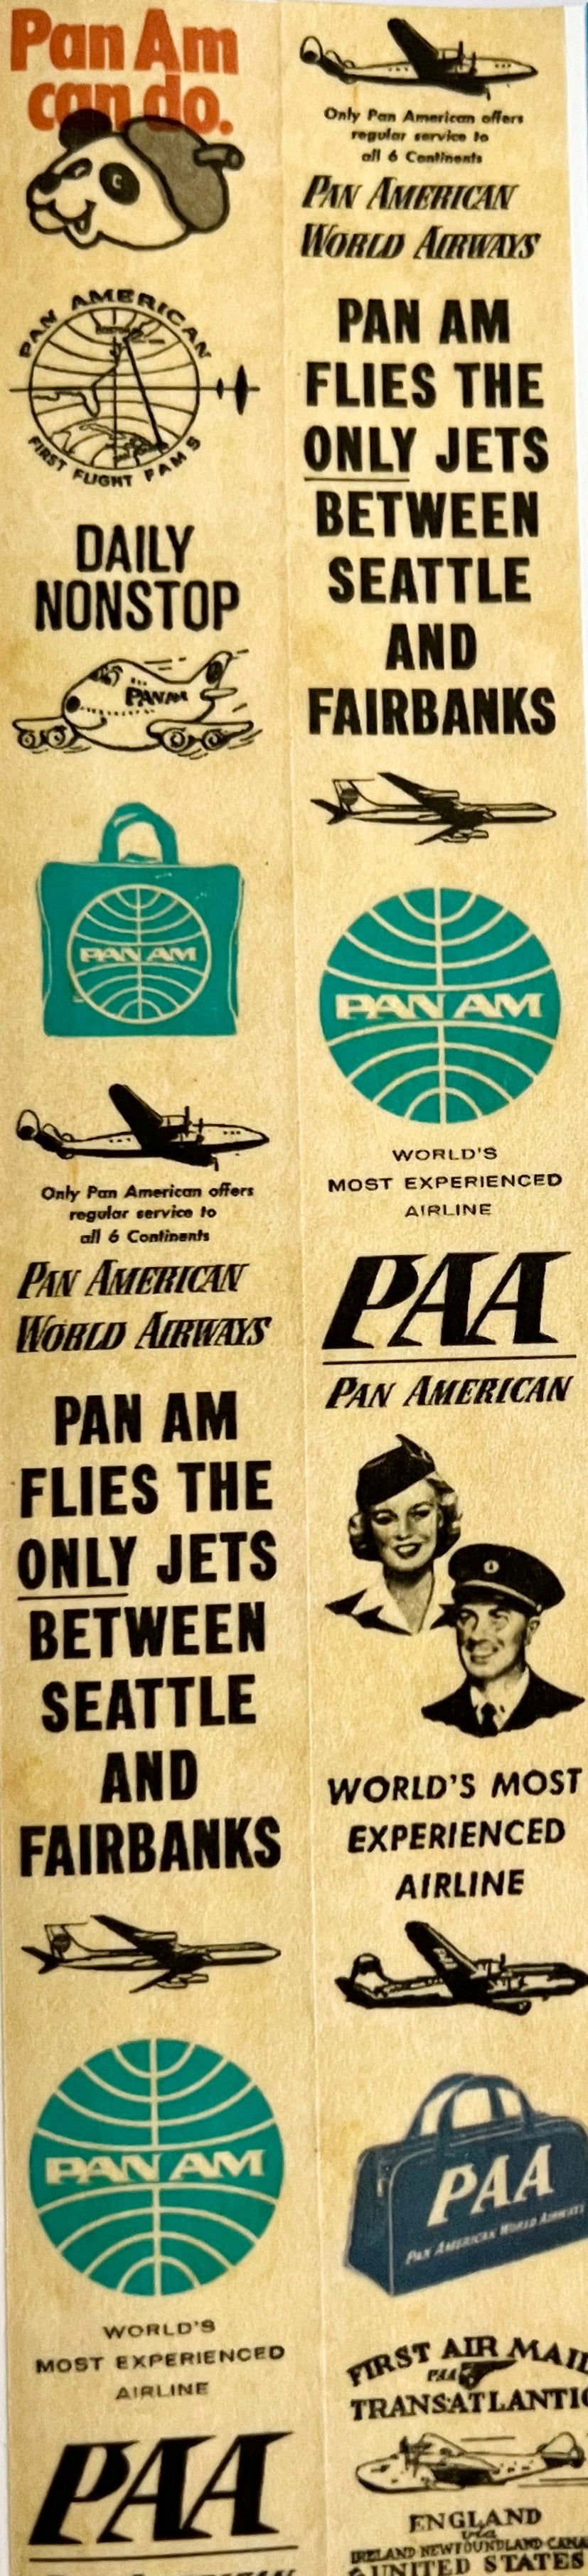 Pan Am
can do.
PAN AMERICAN
FIRST FLIGHT FAMS
DAILY
NONSTOP
PAN AM
PAN AM
Only Pan American offers
regular service to
all 6 Continents
PAN AMERICAN
WORLD AIRWAYS
PAN AM
FLIES THE
ONLY JETS
BETWEEN
SEATTLE
AND
FAIRBANKS
PAN AM
WORLD'S
MOST EXPERIENCED
AIRLINE
PAA
Only Pan American offers
regular service to
all 6 Continents
PAN AMERICAN
WORLD AIRWAYS
PAN AM
FLIES THE
ONLY JETS
BETWEEN
SEATTLE
AND
FAIRBANKS
PAN AM
WORLD'S
MOST EXPERIENCED
AIRLINE
PAA
PAN AMERICAN
WORLD'S MOST
EXPERIENCED
AIRLINE
PAA
PAN AMERICAN WORLD AIRWAYS
FIRST AIR MAIL
PAA
TRANSATLANTIC
ENGLAND
via
IRELAND NEWFOUNDLAND CANA
& UNITED STATES